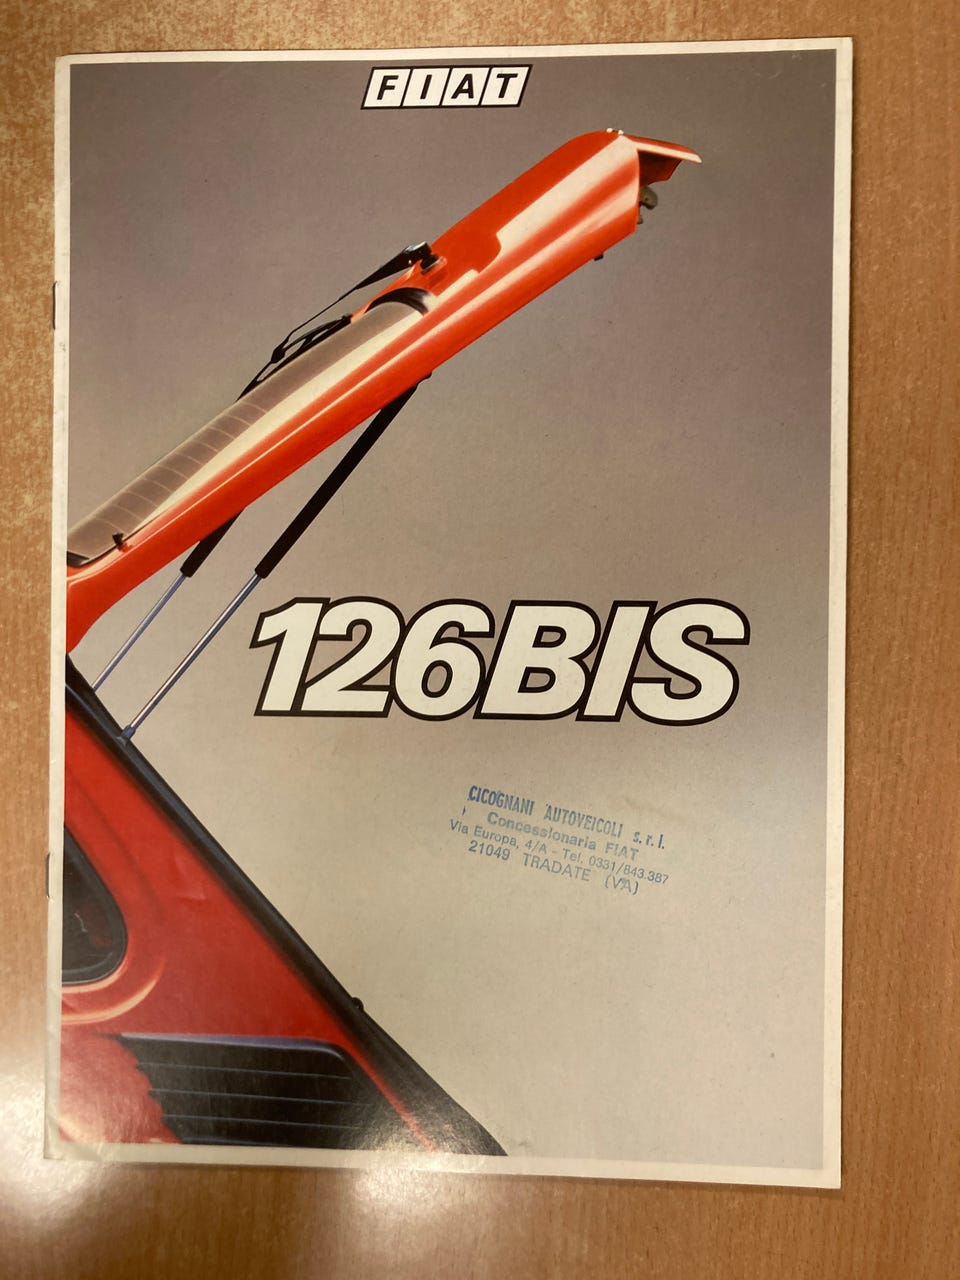 FIAT
126BIS
CICOGNANI AUTOVEICOLI s.r.l.
Concessionaria FIAT
Via Europa, 4/A - Tel. 0331/843.387
21049 TRADATE (VA)